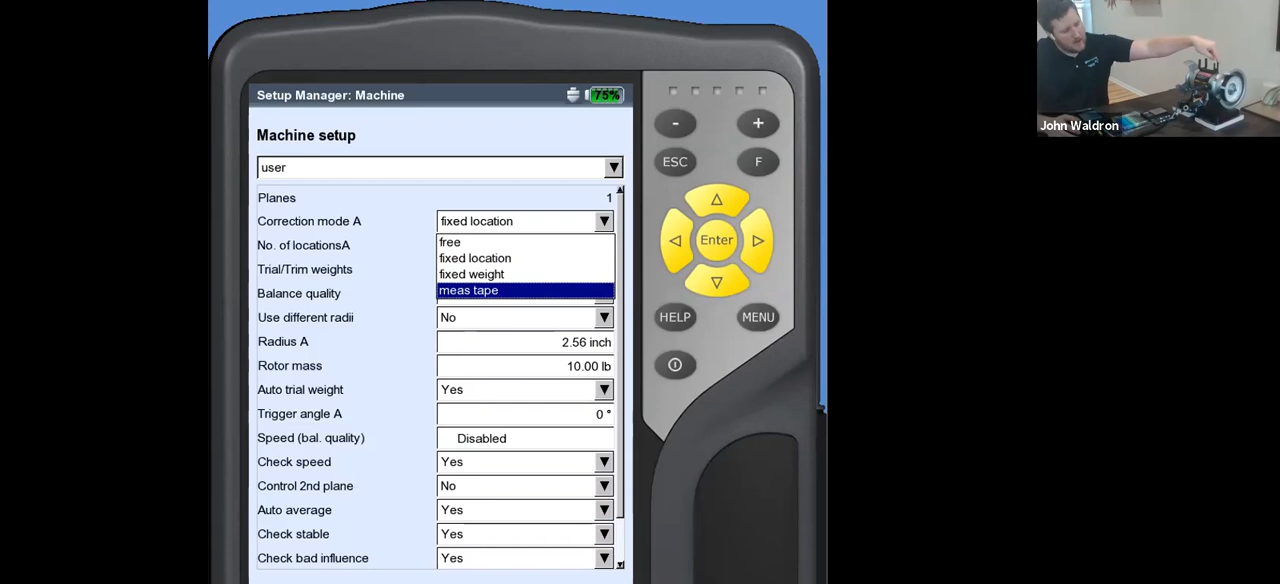 Setup Manager: Machine 75%
Machine setup
user
Planes 1
Correction mode A fixed location
No. of locationsA
free
fixed location
fixed weight
meas tape
Trial/Trim weights
Balance quality
Use different radii No
Radius A 2.56 inch
Rotor mass 10.00 lb
Auto trial weight Yes
Trigger angle A 0 °
Speed (bal. quality) Disabled
Check speed Yes
Control 2nd plane No
Auto average Yes
Check stable Yes
Check bad influence Yes
- +
ESC F
Enter
HELP MENU
John Waldron